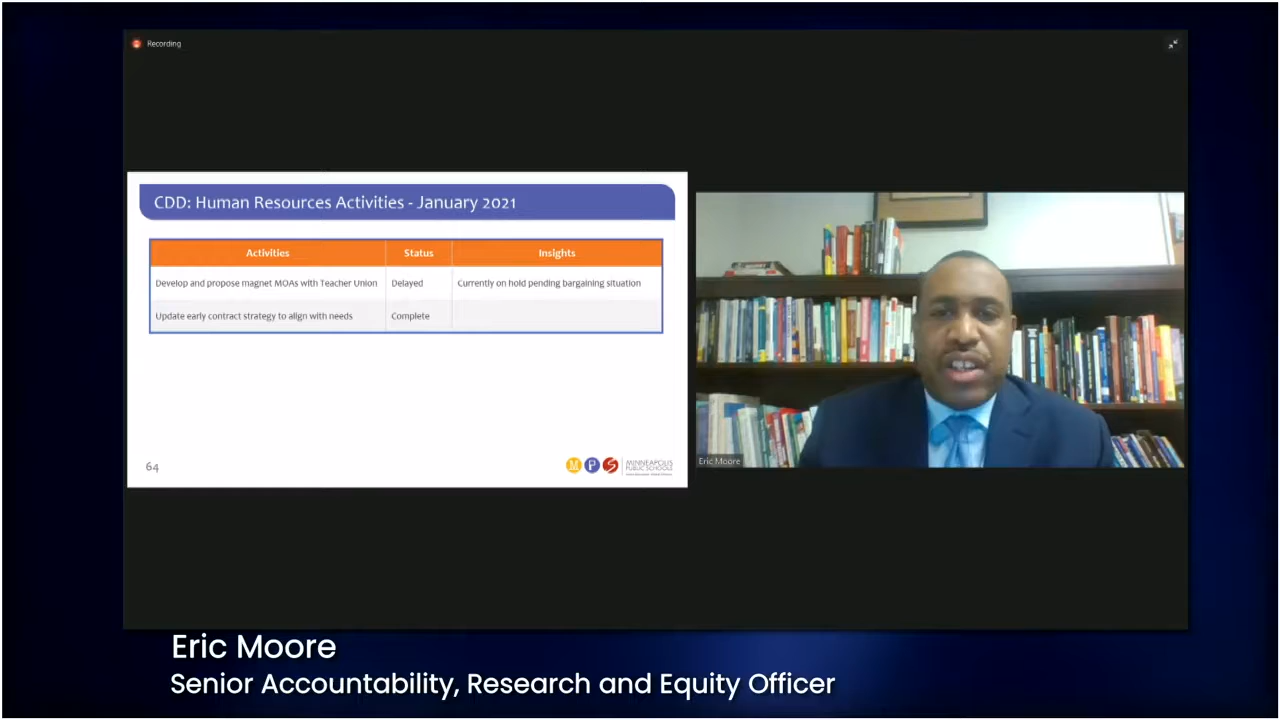 Recording
CDD: Human Resources Activities - January 2021
Activities Status Insights
Develop and propose magnet MOAs with Teacher Union Delayed Currently on hold pending bargaining situation
Update early contract strategy to align with needs Complete
64
M P S MINNEAPOLIS
PUBLIC SCHOOLS
Eric Moore
Eric Moore
Senior Accountability, Research and Equity Officer